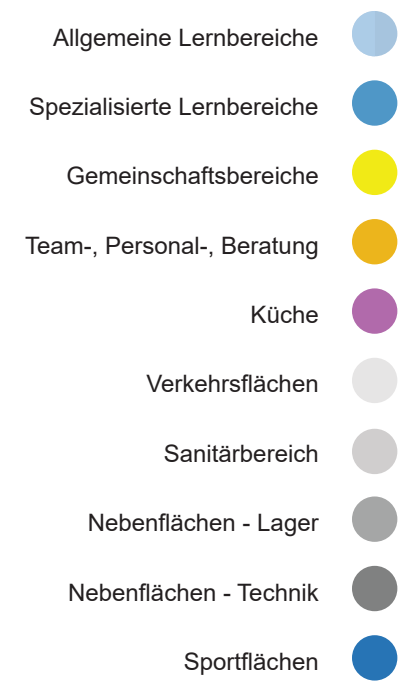 Allgemeine Lernbereiche
Spezialisierte Lernbereiche
Gemeinschaftsbereiche
Team-, Personal-, Beratung
Küche
Verkehrsflächen
Sanitärbereich
Nebenflächen - Lager
Nebenflächen - Technik
Sportflächen